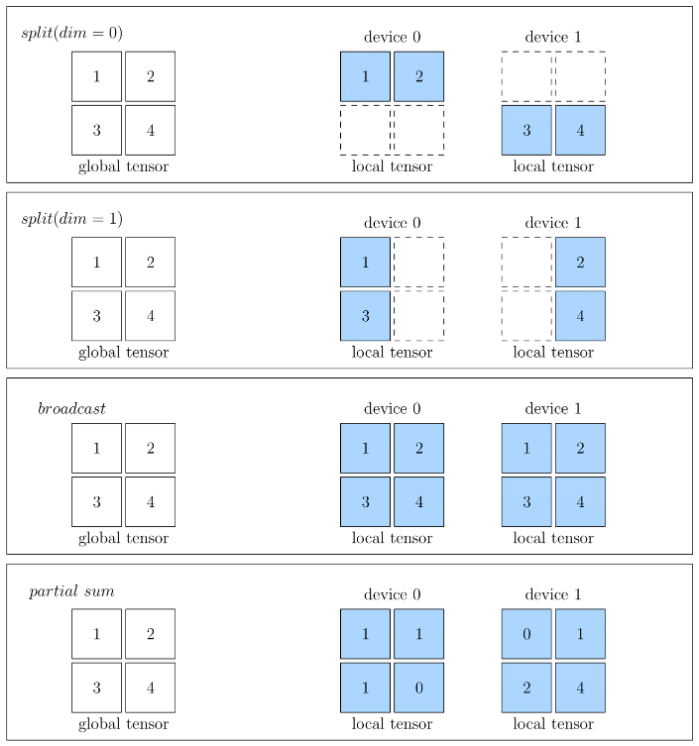 split(dim = 0)
device 0 device 1
1 2 1 2
3 4 3 4
global tensor local tensor local tensor
split(dim = 1)
device 0 device 1
1 2 1 2
3 4 3 4
global tensor local tensor local tensor
broadcast
device 0 device 1
1 2 1 2 1 2
3 4 3 4 3 4
global tensor local tensor local tensor
partial sum
device 0 device 1
1 2 1 1 0 1
3 4 1 0 2 4
global tensor local tensor local tensor